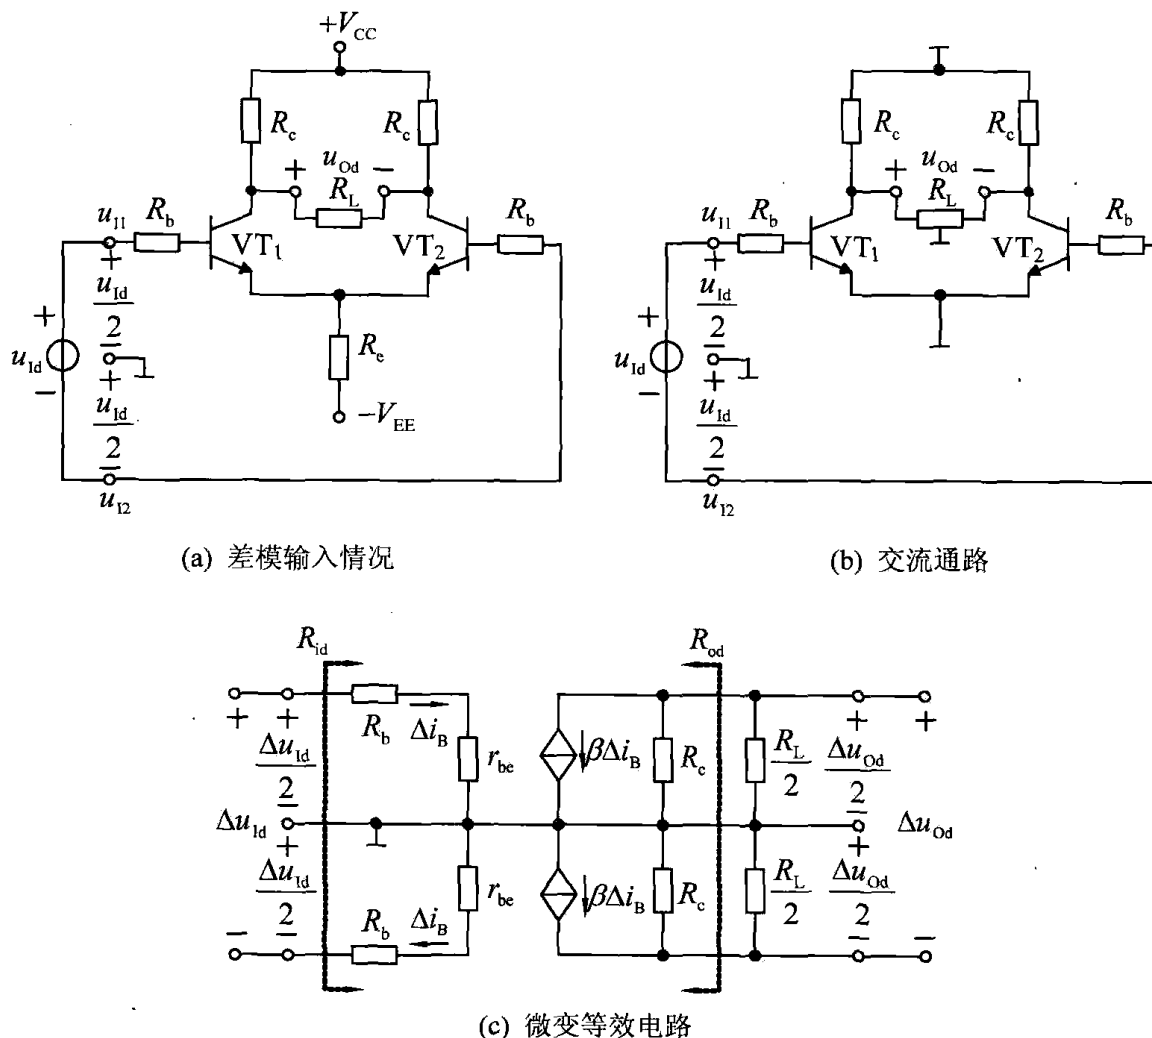 +V_CC
R_c
R_c
u_Od
+ −
R_L
u_I1
R_b
VT_1
VT_2
R_b
+
u_Id/2
−
+
u_Id
−
+
u_Id/2
−
R_e
−V_EE
u_I2
(a) 差模输入情况
R_c
R_c
u_Od
+ −
R_L
u_I1
R_b
VT_1
VT_2
R_b
+
u_Id/2
−
+
u_Id
−
+
u_Id/2
−
u_I2
(b) 交流通路
R_id
R_od
+ +
R_b
Δi_B
Δu_Id/2
−
r_be
βΔi_B
R_c
R_L/2
+ +
Δu_Od/2
−
Δu_Id
Δu_Od
+
Δu_Id/2
− −
r_be
R_b
Δi_B
βΔi_B
R_c
R_L/2
+
Δu_Od/2
− −
(c) 微变等效电路